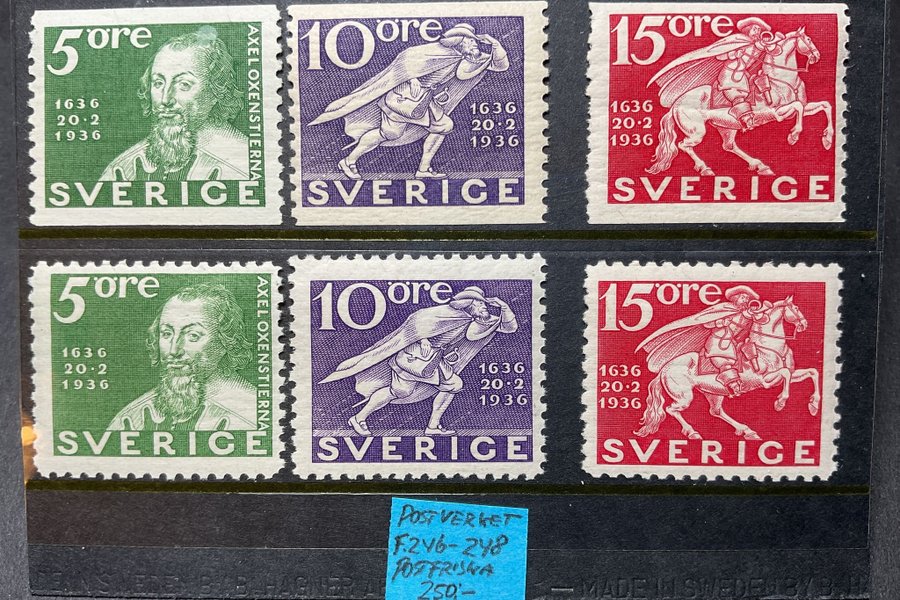 5 öre
AXEL OXENSTIERNA
1636
20·2
1936
SVERIGE
10 öre
1636
20·2
1936
SVERIGE
15 öre
1636
20·2
1936
SVERIGE
5 öre
AXEL OXENSTIERNA
1636
20·2
1936
SVERIGE
10 öre
1636
20·2
1936
SVERIGE
15 öre
1636
20·2
1936
SVERIGE
POSTVERKET
F.246-248
POSTFRISKA
250:-
— MADE IN SWEDEN BY B.